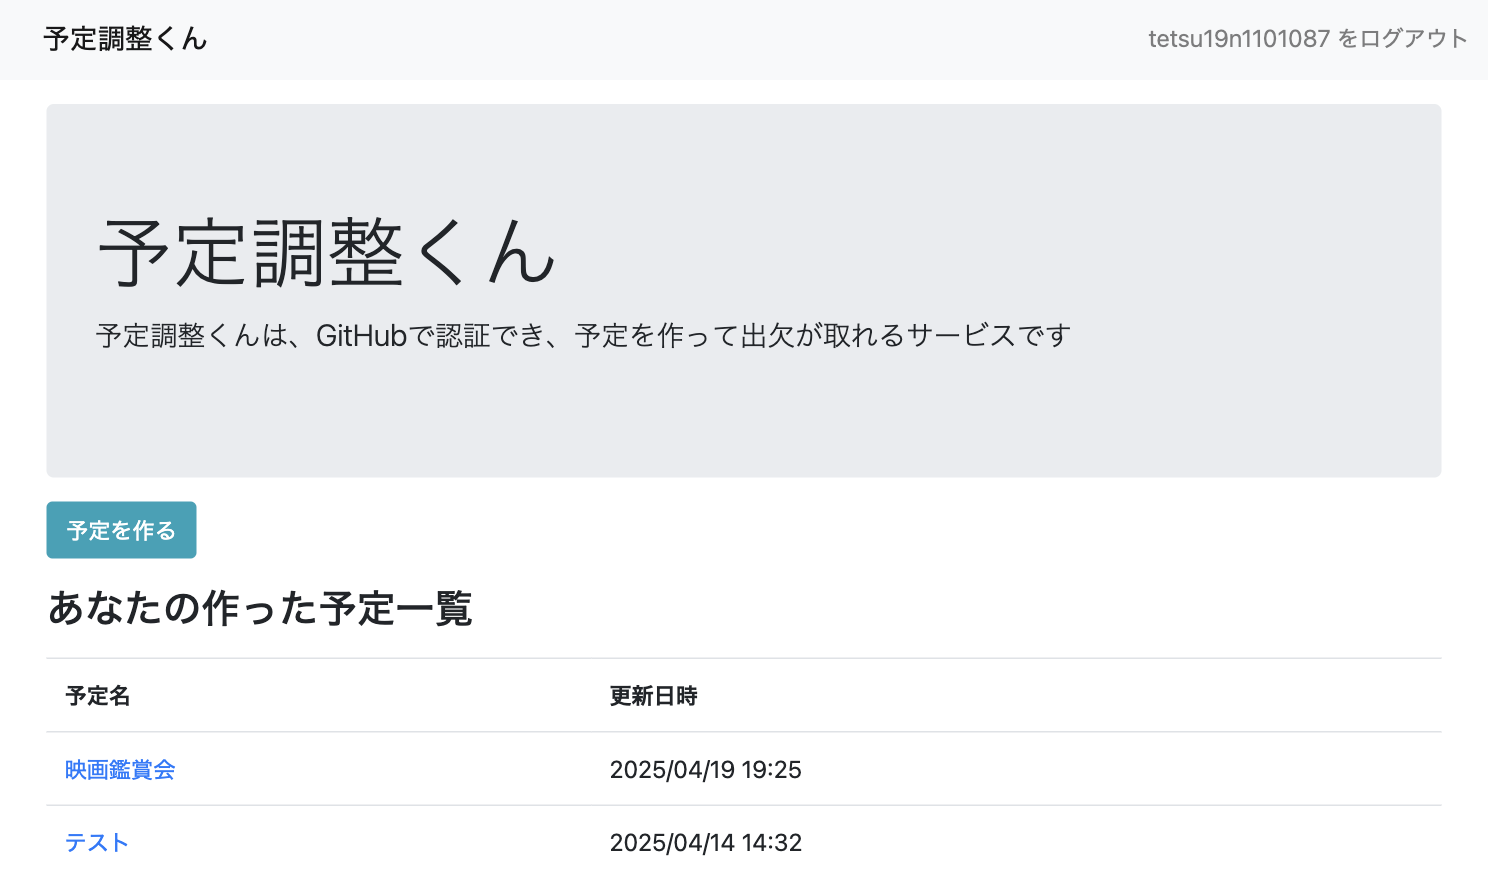 予定調整くん
tetsu19n1101087 をログアウト
予定調整くん
予定調整くんは、GitHubで認証でき、予定を作って出欠が取れるサービスです
予定を作る
あなたの作った予定一覧
予定名 更新日時
映画鑑賞会 2025/04/19 19:25
テスト 2025/04/14 14:32